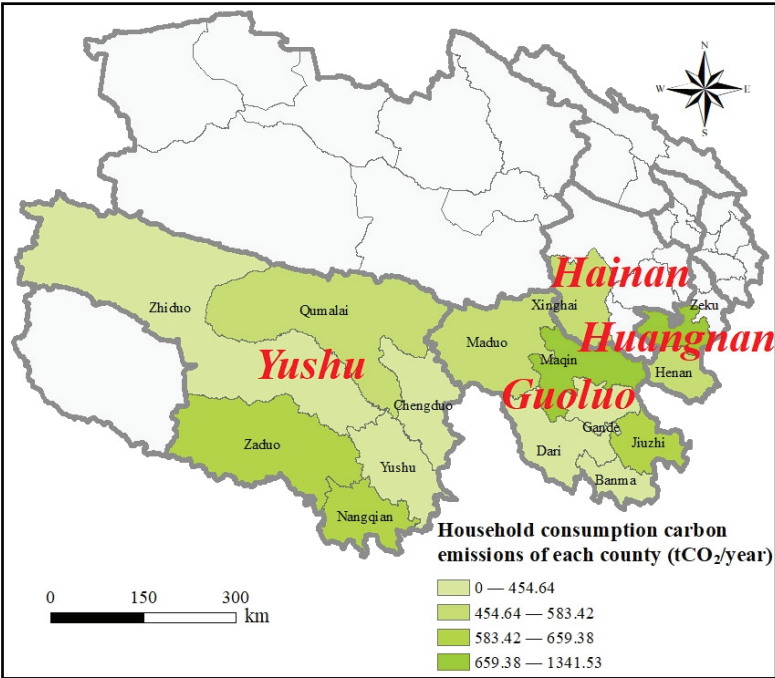 N
W E
S
Hainan
Xinghai
Zeku
Zhiduo
Qumalai
Huangnan
Maduo
Maqin
Yushu
Henan
Guoluo
Chengduo
Gande
Zaduo
Dari
Jiuzhi
Yushu
Banma
Nangqian
Household consumption carbon
emissions of each county (tCO₂/year)
0 — 454.64
454.64 — 583.42
583.42 — 659.38
659.38 — 1341.53
0 150 300
km